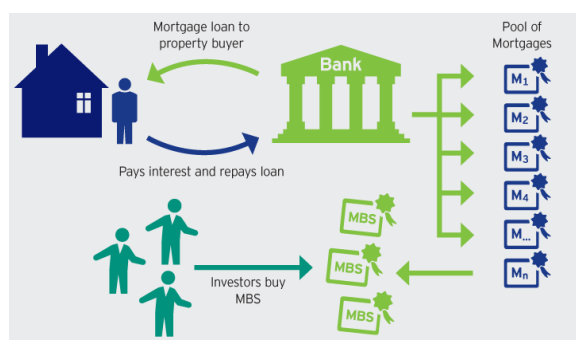 Mortgage loan to
property buyer
Bank
Pays interest and repays loan
Pool of
Mortgages
M1
M2
M3
M4
M...
Mn
MBS
MBS
MBS
Investors buy
MBS